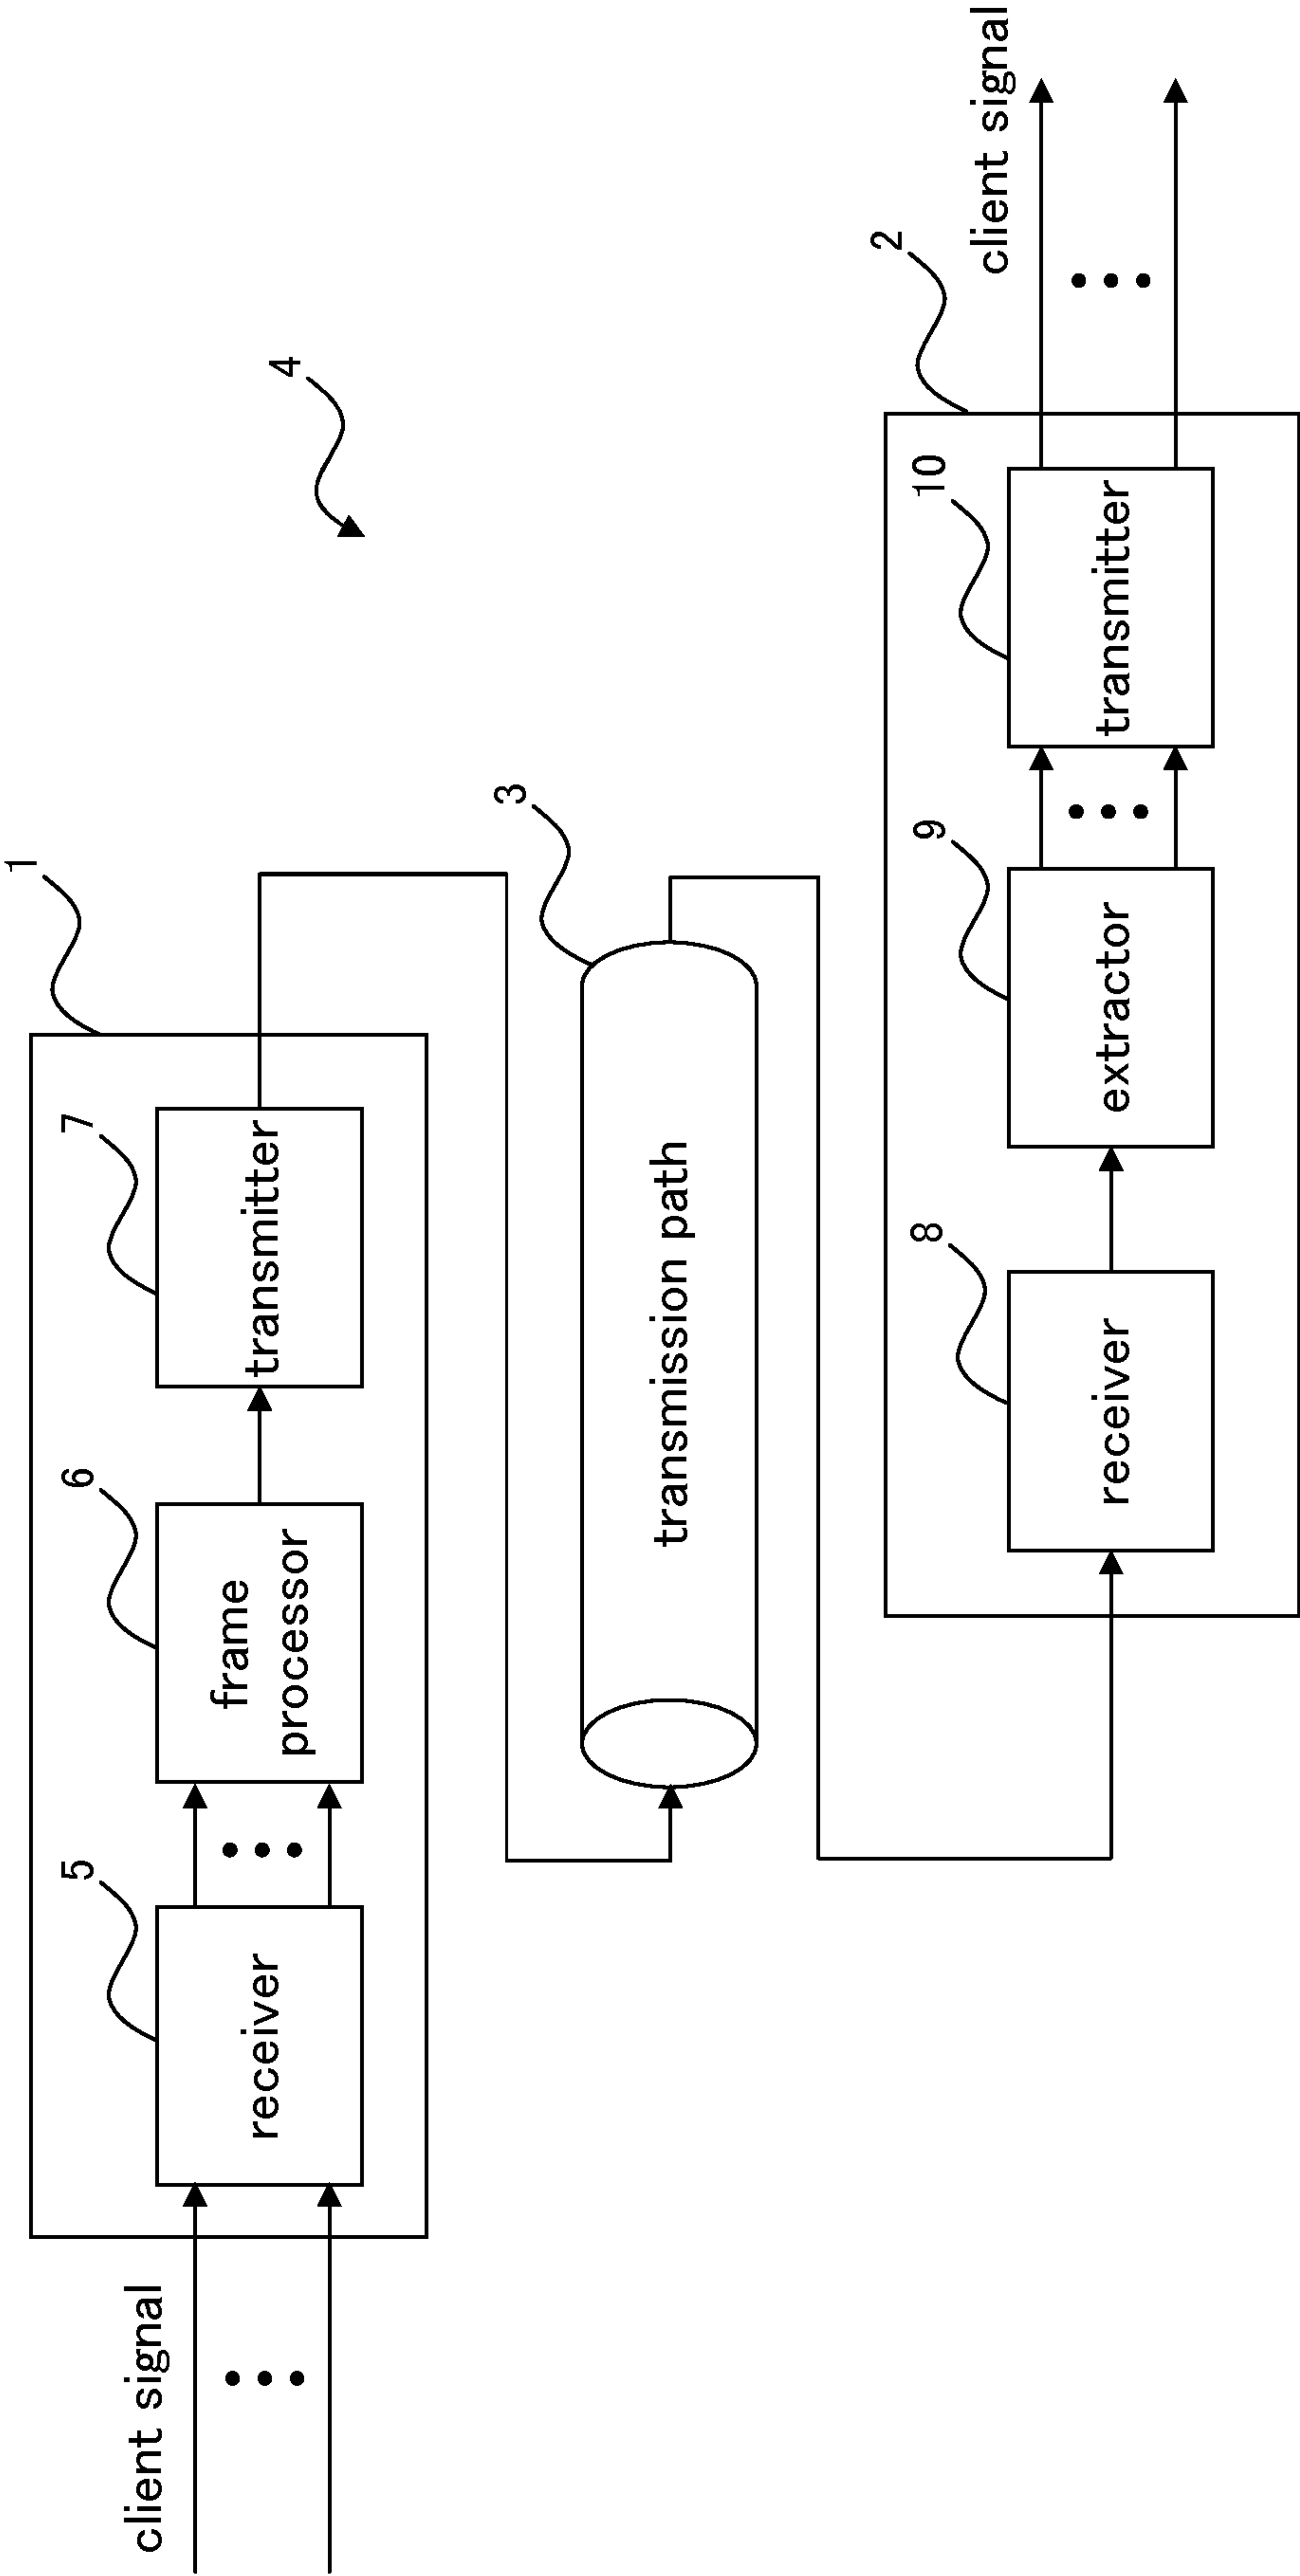 4
1
client signal
5
receiver
6
frame
processor
7
transmitter
3
transmission path
2
8
receiver
9
extractor
10
transmitter
client signal